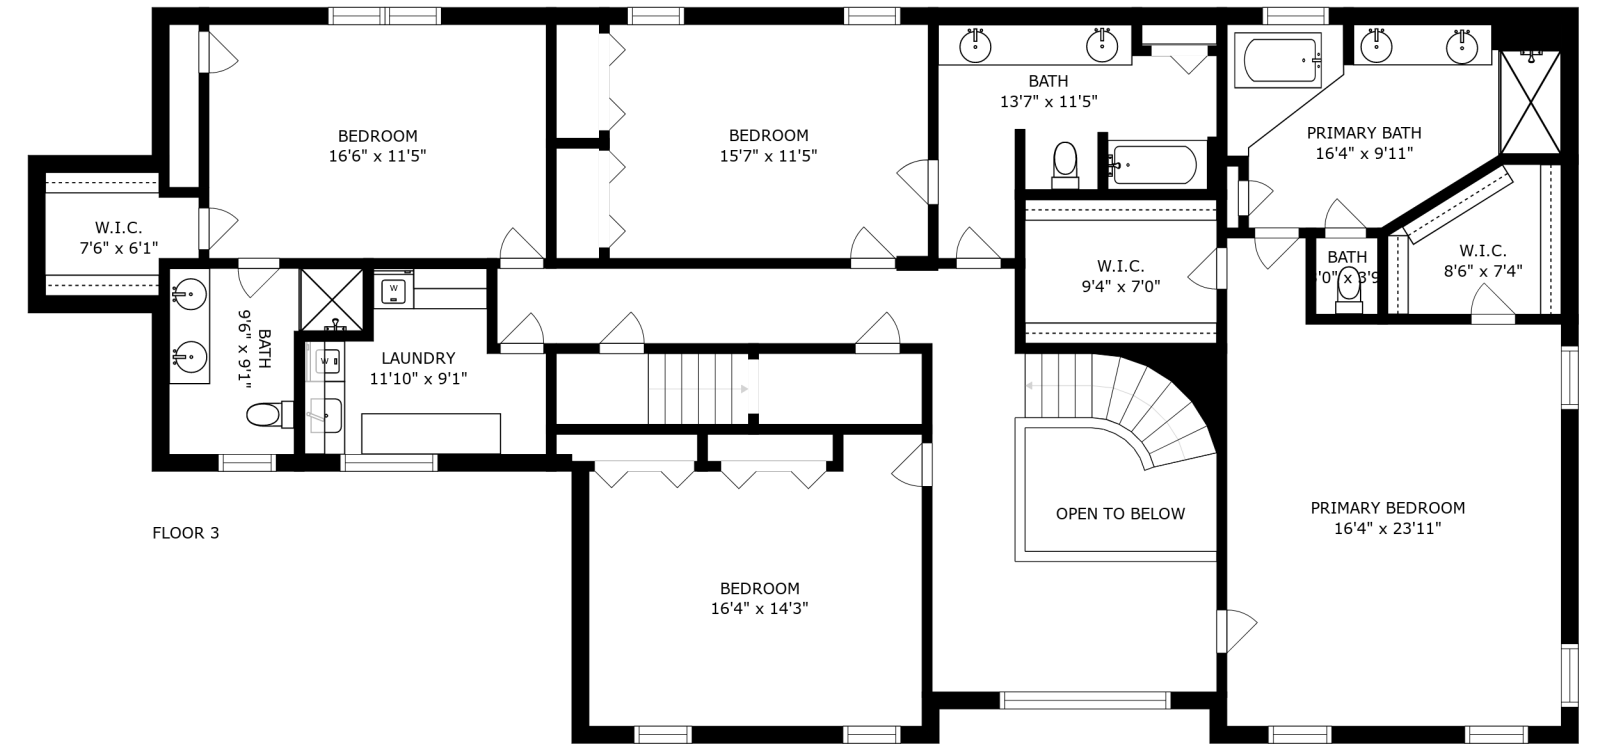 BEDROOM
16'6" x 11'5"
BEDROOM
15'7" x 11'5"
BATH
13'7" x 11'5"
PRIMARY BATH
16'4" x 9'11"
W.I.C.
7'6" x 6'1"
W.I.C.
9'4" x 7'0"
BATH
'0" x 3'9
W.I.C.
8'6" x 7'4"
W
BATH
9'6" x 9'1"
W
LAUNDRY
11'10" x 9'1"
FLOOR 3
OPEN TO BELOW
PRIMARY BEDROOM
16'4" x 23'11"
BEDROOM
16'4" x 14'3"